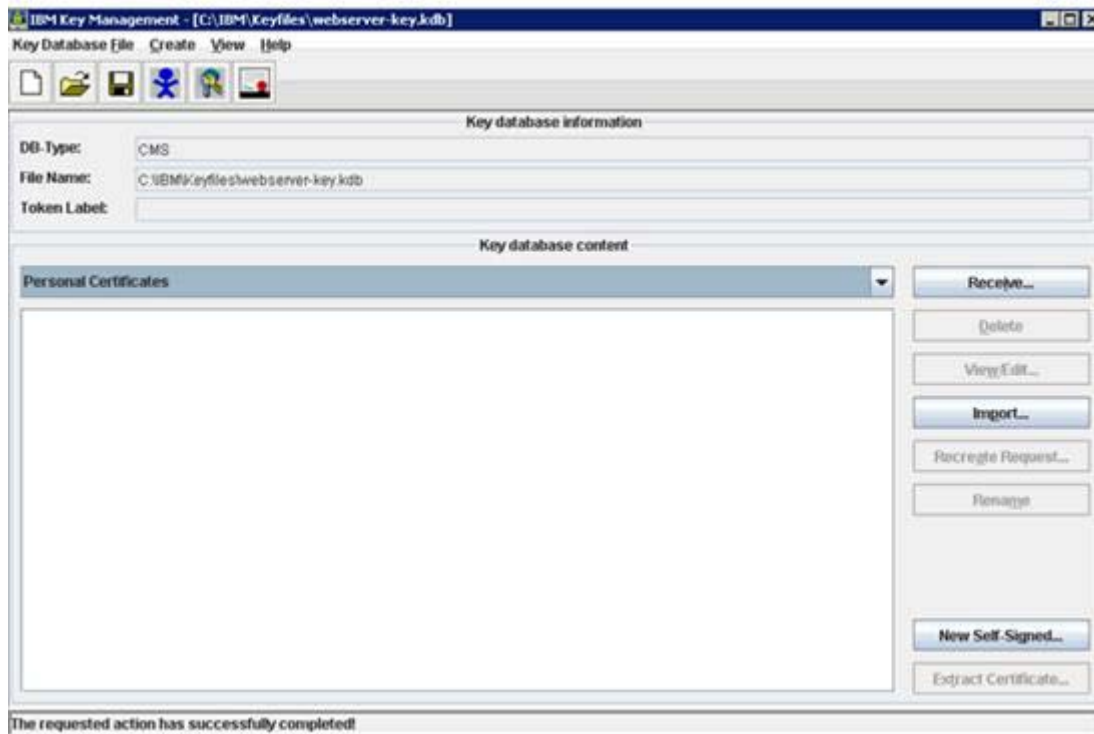 IBM Key Management - [C:\IBM\Keyfiles\webserver-key.kdb]
Key Database File Create View Help
Key database information
DB-Type: CMS
File Name: C:\IBM\Keyfiles\webserver-key.kdb
Token Label:
Key database content
Personal Certificates
Receive...
Delete
View/Edit...
Import...
Recreate Request...
Rename
New Self-Signed...
Extract Certificate...
The requested action has successfully completed!